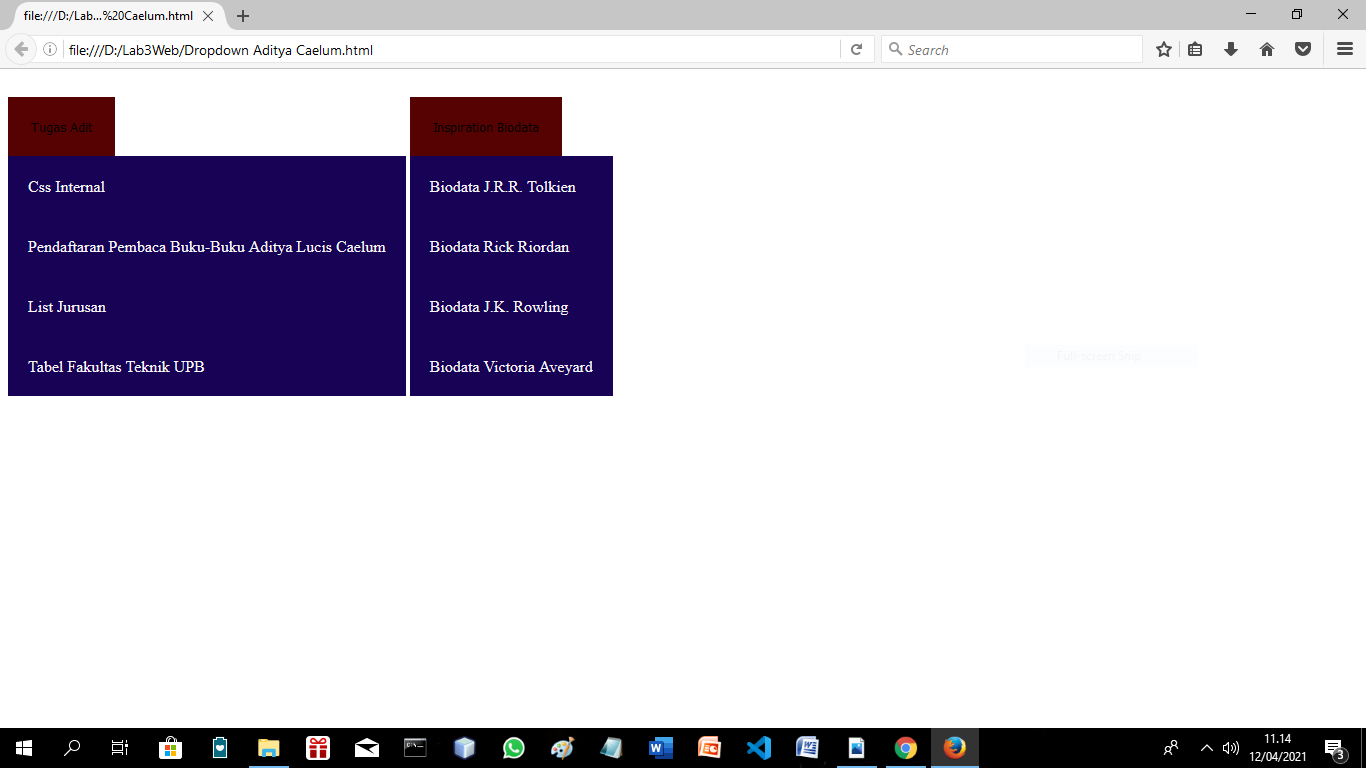 file:///D:/Lab...%20Caelum.html
file:///D:/Lab3Web/Dropdown Aditya Caelum.html
Search
Tugas Adit
Inspiration Biodata
Css Internal
Biodata J.R.R. Tolkien
Pendaftaran Pembaca Buku-Buku Aditya Lucis Caelum
Biodata Rick Riordan
List Jurusan
Biodata J.K. Rowling
Full-screen Snip
Tabel Fakultas Teknik UPB
Biodata Victoria Aveyard
11.14
12/04/2021
3